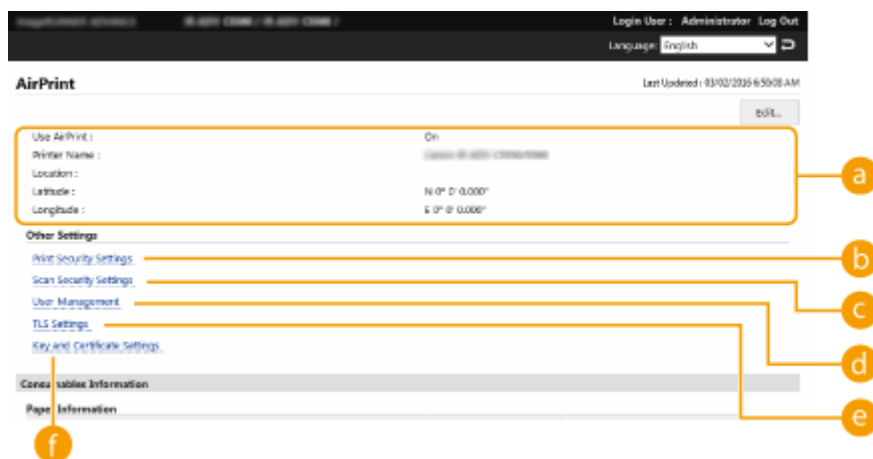 Login User : Administrator Log Out
Language: English
AirPrint
Last Updated : 03/02/2016 6:50:08 AM
Edit...
Use AirPrint : On
Printer Name :
Location :
Latitude : N 0° 0' 0.000"
Longitude : E 0° 0' 0.000"
a
Other Settings
Print Security Settings
b
Scan Security Settings
c
User Management
d
TLS Settings
e
Key and Certificate Settings
f
Consumables Information
Paper Information